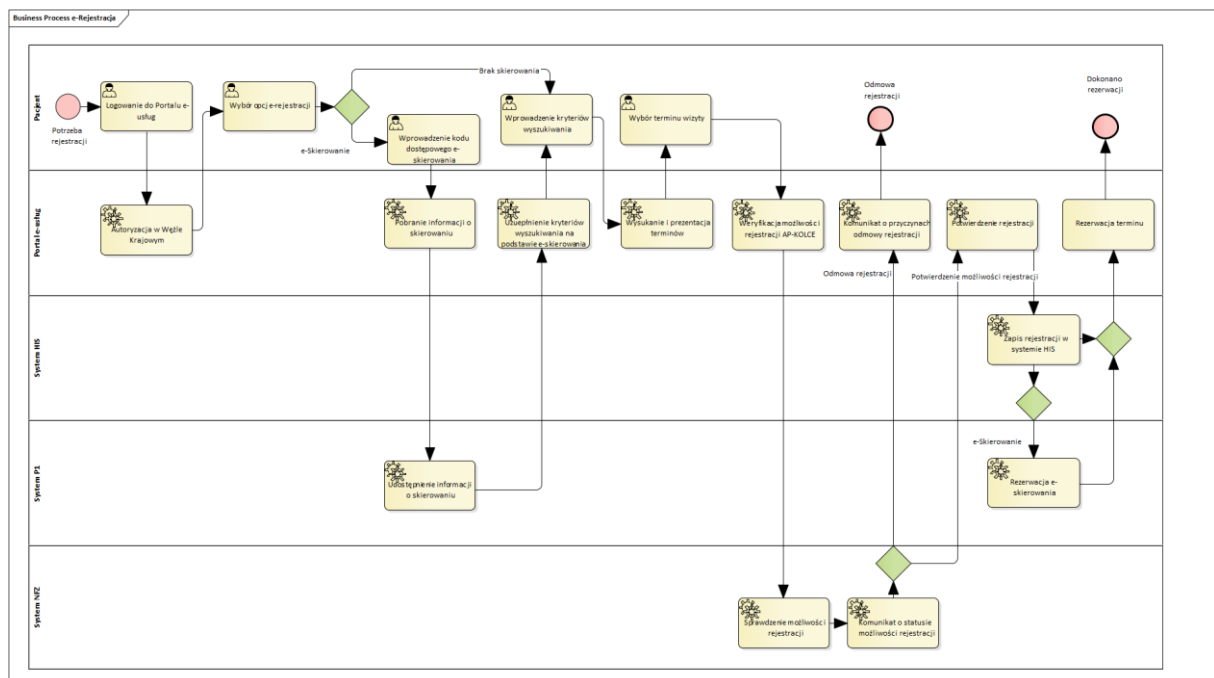 Business Process e-Rejestracja
Pacjent
Potrzeba
rejestracji
Logowanie do Portalu e-
usług
Wybór opcji e-rejestracji
Brak skierowania
e-Skierowanie
Wprowadzenie kodu
dostępowego e-
skierowania
Wprowadzenie kryteriów
wyszukiwania
Wybór terminu wizyty
Odmowa
rejestracji
Dokonano
rezerwacji
Portal e-usług
Autoryzacja w Węźle
Krajowym
Pobranie informacji o
skierowaniu
Uzuepłnienie kryteriów
wyszukiwania na
podstawie e-skierowania
Wysukanie i prezentacja
terminów
Weryfikacja możliwości
rejestracji AP-KOLCE
Komunikat o przyczynach
odmowy rejestracji
Potwierdzenie rejestracji
Rezerwacja terminu
Odmowa rejestracji
Potwierdzenie możliwości rejestracji
System HIS
Zapis rejestracji w
systemie HIS
System P1
Udostępnienie informacji
o skierowaniu
e-Skierowanie
Rezerwacja e-
skierowania
System NFZ
Sprawdzenie możliwości
rejestracji
Komunikat o statusie
możliwości rejestracji